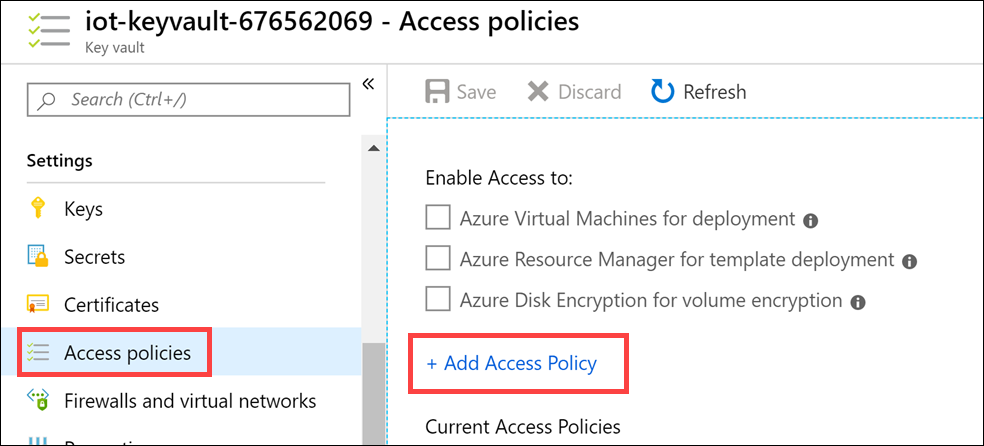 iot-keyvault-676562069 - Access policies
Key vault
Search (Ctrl+/)
«
Save Discard Refresh
Settings
Keys
Secrets
Certificates
Access policies
Firewalls and virtual networks
Enable Access to:
Azure Virtual Machines for deployment
Azure Resource Manager for template deployment
Azure Disk Encryption for volume encryption
+ Add Access Policy
Current Access Policies